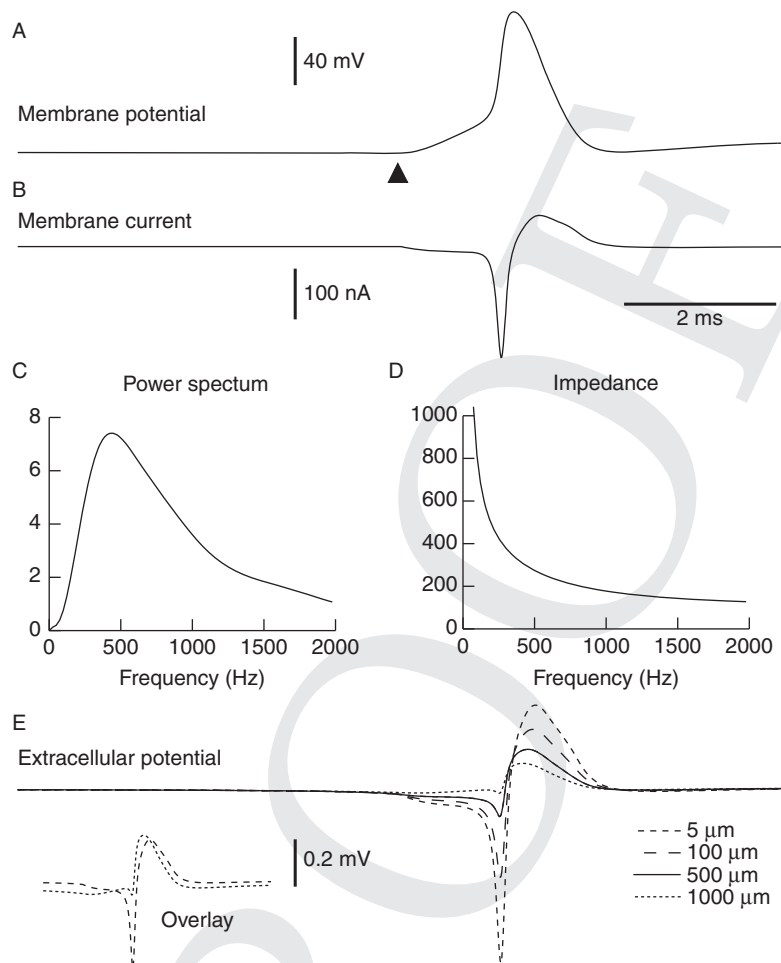 A
40 mV
Membrane potential
B
Membrane current
100 nA
2 ms
C
Power spectum
D
Impedance
8
6
4
2
0
0
500
1000
1500
2000
Frequency (Hz)
1000
800
600
400
200
0
0
500
1000
1500
2000
Frequency (Hz)
E
Extracellular potential
0.2 mV
Overlay
5 µm
100 µm
500 µm
1000 µm